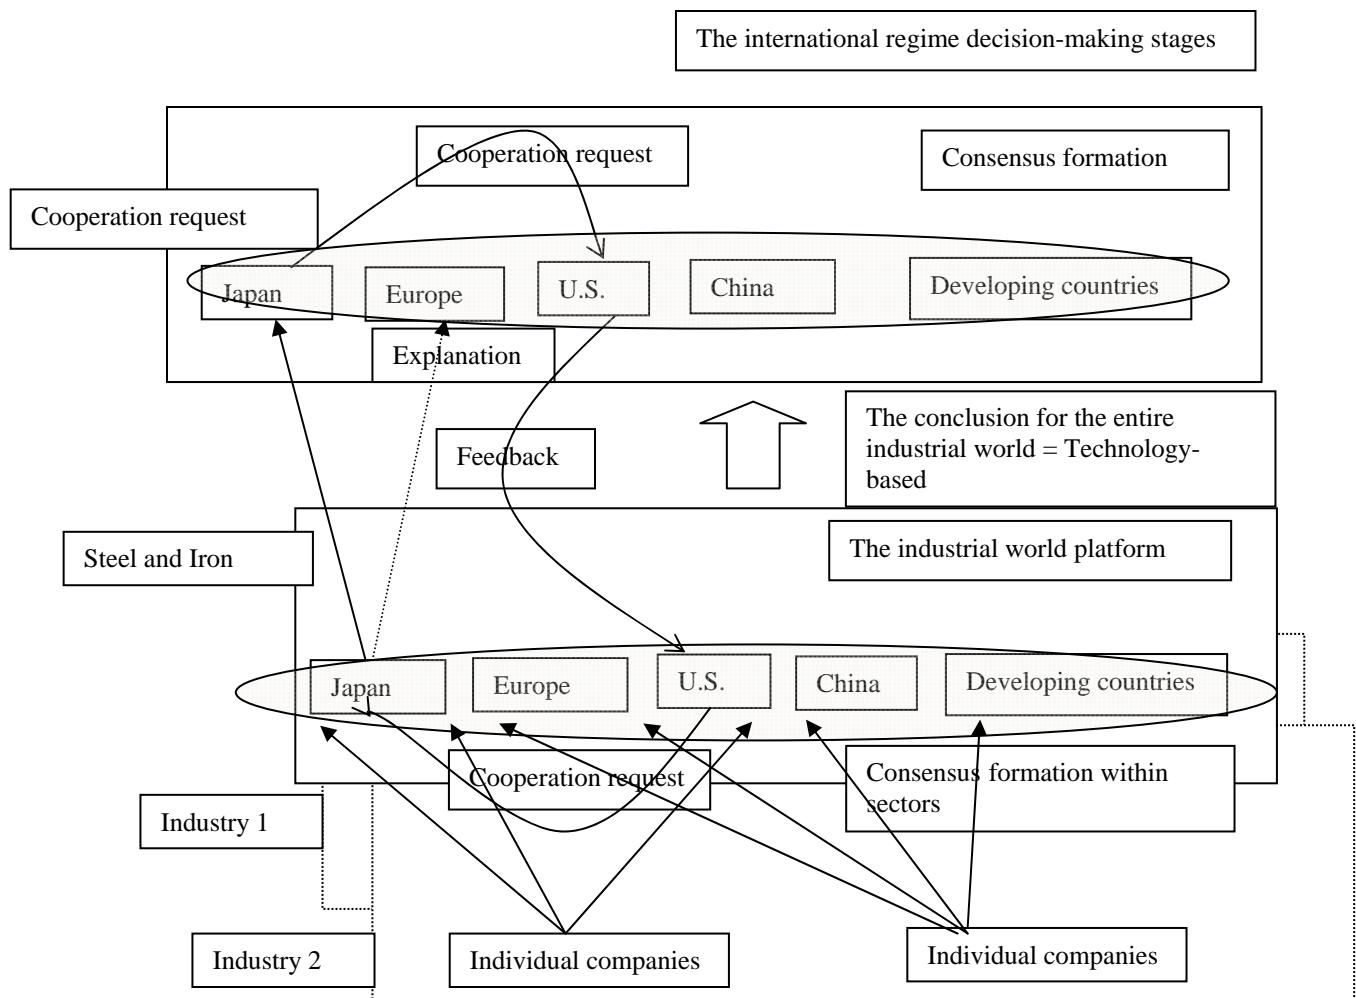 The international regime decision-making stages
Cooperation request
Consensus formation
Cooperation request
Japan
Europe
U.S.
China
Developing countries
Explanation
The conclusion for the entire
industrial world = Technology-
based
Feedback
The industrial world platform
Steel and Iron
Japan
Europe
U.S.
China
Developing countries
Cooperation request
Consensus formation within
sectors
Industry 1
Industry 2
Individual companies
Individual companies